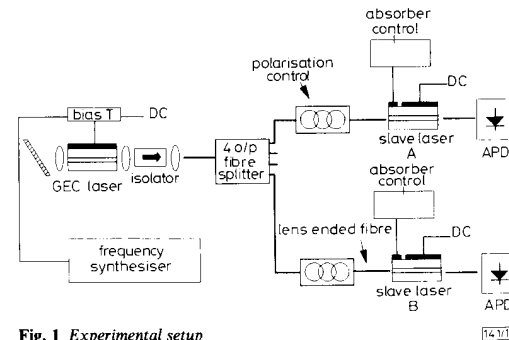 absorber
control
polarisation
control
bias T
DC
DC
4 o/p
fibre
splitter
GEC laser
isolator
slave laser
A
APD
absorber
control
lens ended fibre
DC
frequency
synthesiser
slave laser
B
Fig. 1 Experimental setup